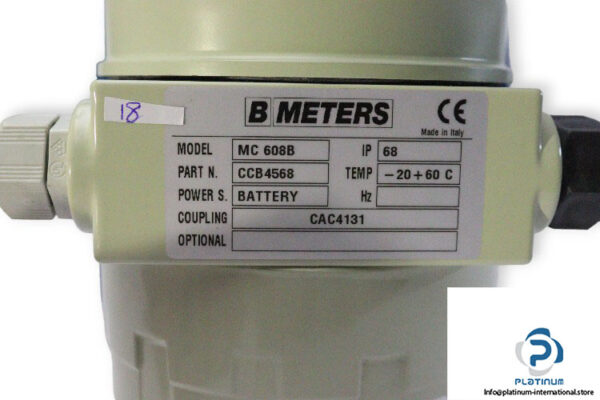 18
B METERS
CE
Made in Italy
MODEL MC 608B IP 68
PART N. CCB4568 TEMP −20+60 C
POWER S. BATTERY Hz
COUPLING CAC4131
OPTIONAL
PLATINUM
Info@platinum-international.store